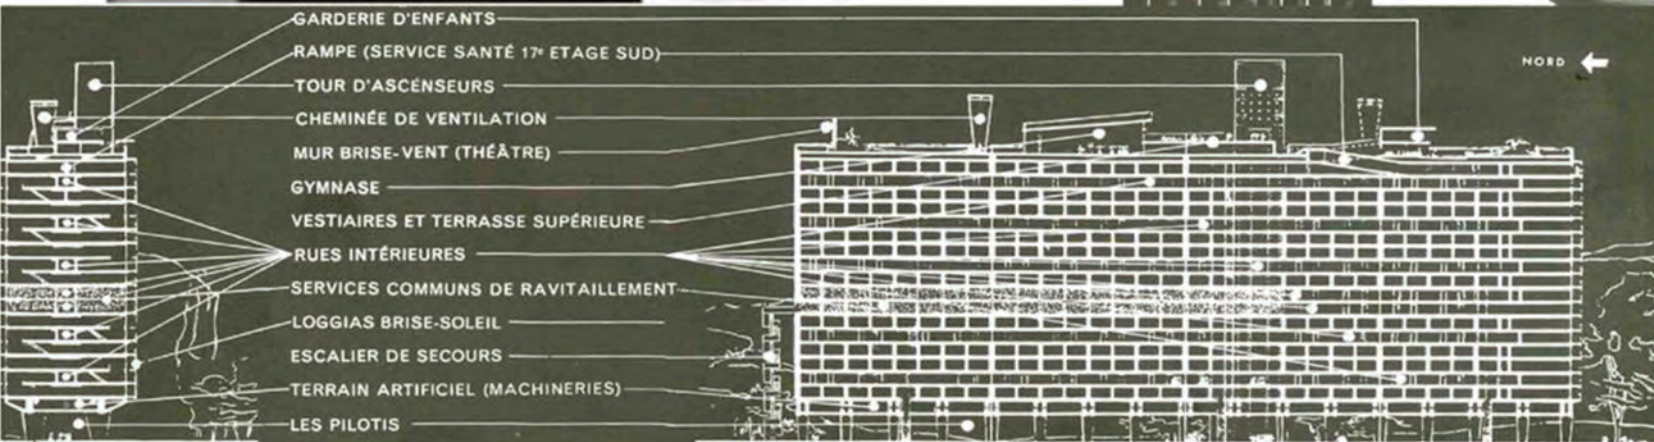 GARDERIE D'ENFANTS
RAMPE (SERVICE SANTÉ 17e ETAGE SUD)
NORD
TOUR D'ASCENSEURS
CHEMINÉE DE VENTILATION
MUR BRISE-VENT (THÉÂTRE)
GYMNASE
VESTIAIRES ET TERRASSE SUPÉRIEURE
RUES INTÉRIEURES
SERVICES COMMUNS DE RAVITAILLEMENT
LOGGIAS BRISE-SOLEIL
ESCALIER DE SECOURS
TERRAIN ARTIFICIEL (MACHINERIES)
LES PILOTIS